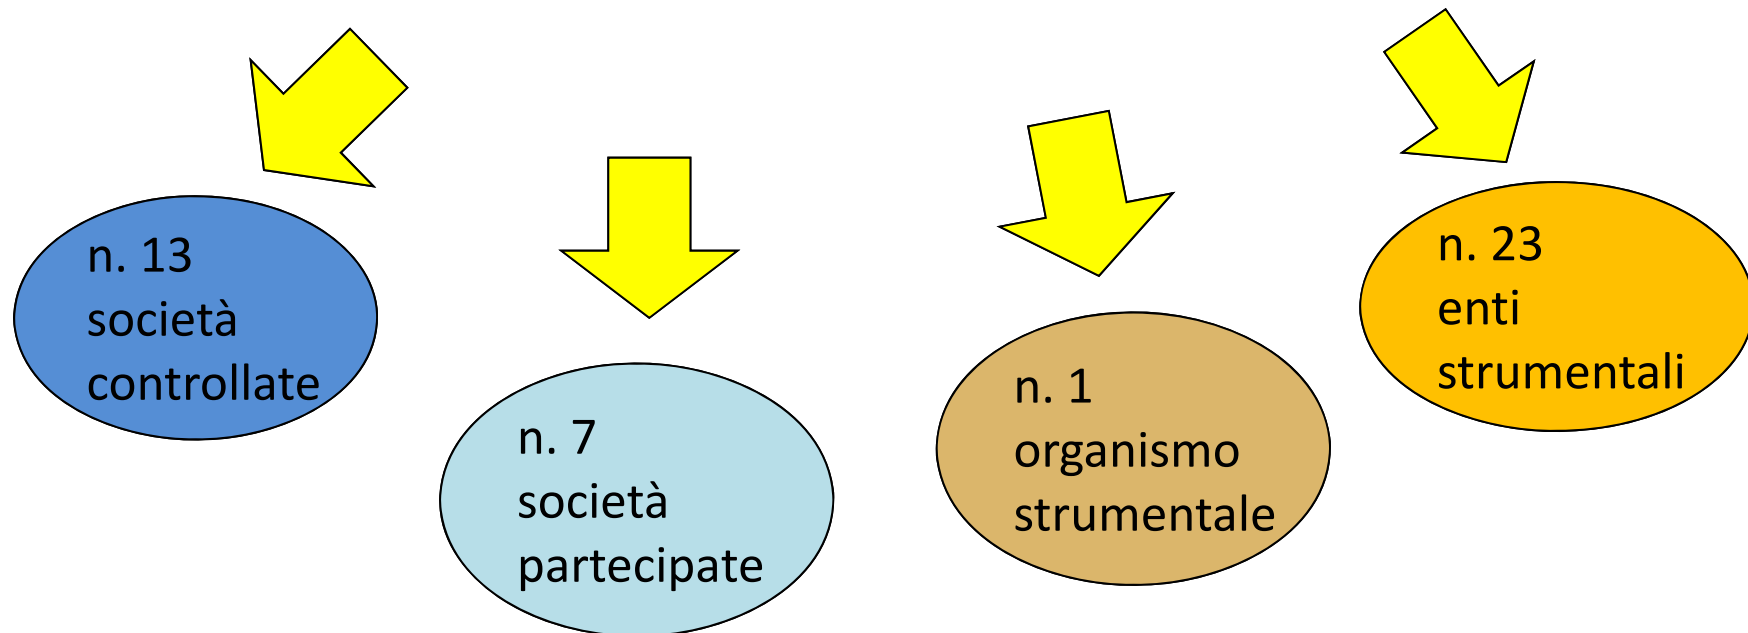 n. 13
società
controllate
n. 7
società
partecipate
n. 1
organismo
strumentale
n. 23
enti
strumentali